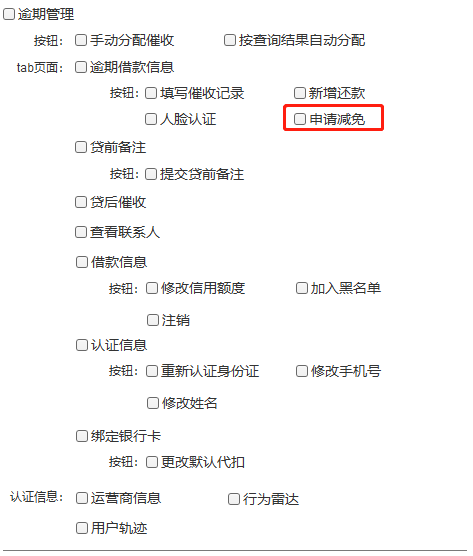 逾期管理
按钮: 手动分配催收 按查询结果自动分配
tab页面: 逾期借款信息
按钮: 填写催收记录 新增还款
人脸认证 申请减免
贷前备注
按钮: 提交贷前备注
贷后催收
查看联系人
借款信息
按钮: 修改信用额度 加入黑名单
注销
认证信息
按钮: 重新认证身份证 修改手机号
修改姓名
绑定银行卡
按钮: 更改默认代扣
认证信息: 运营商信息 行为雷达
用户轨迹